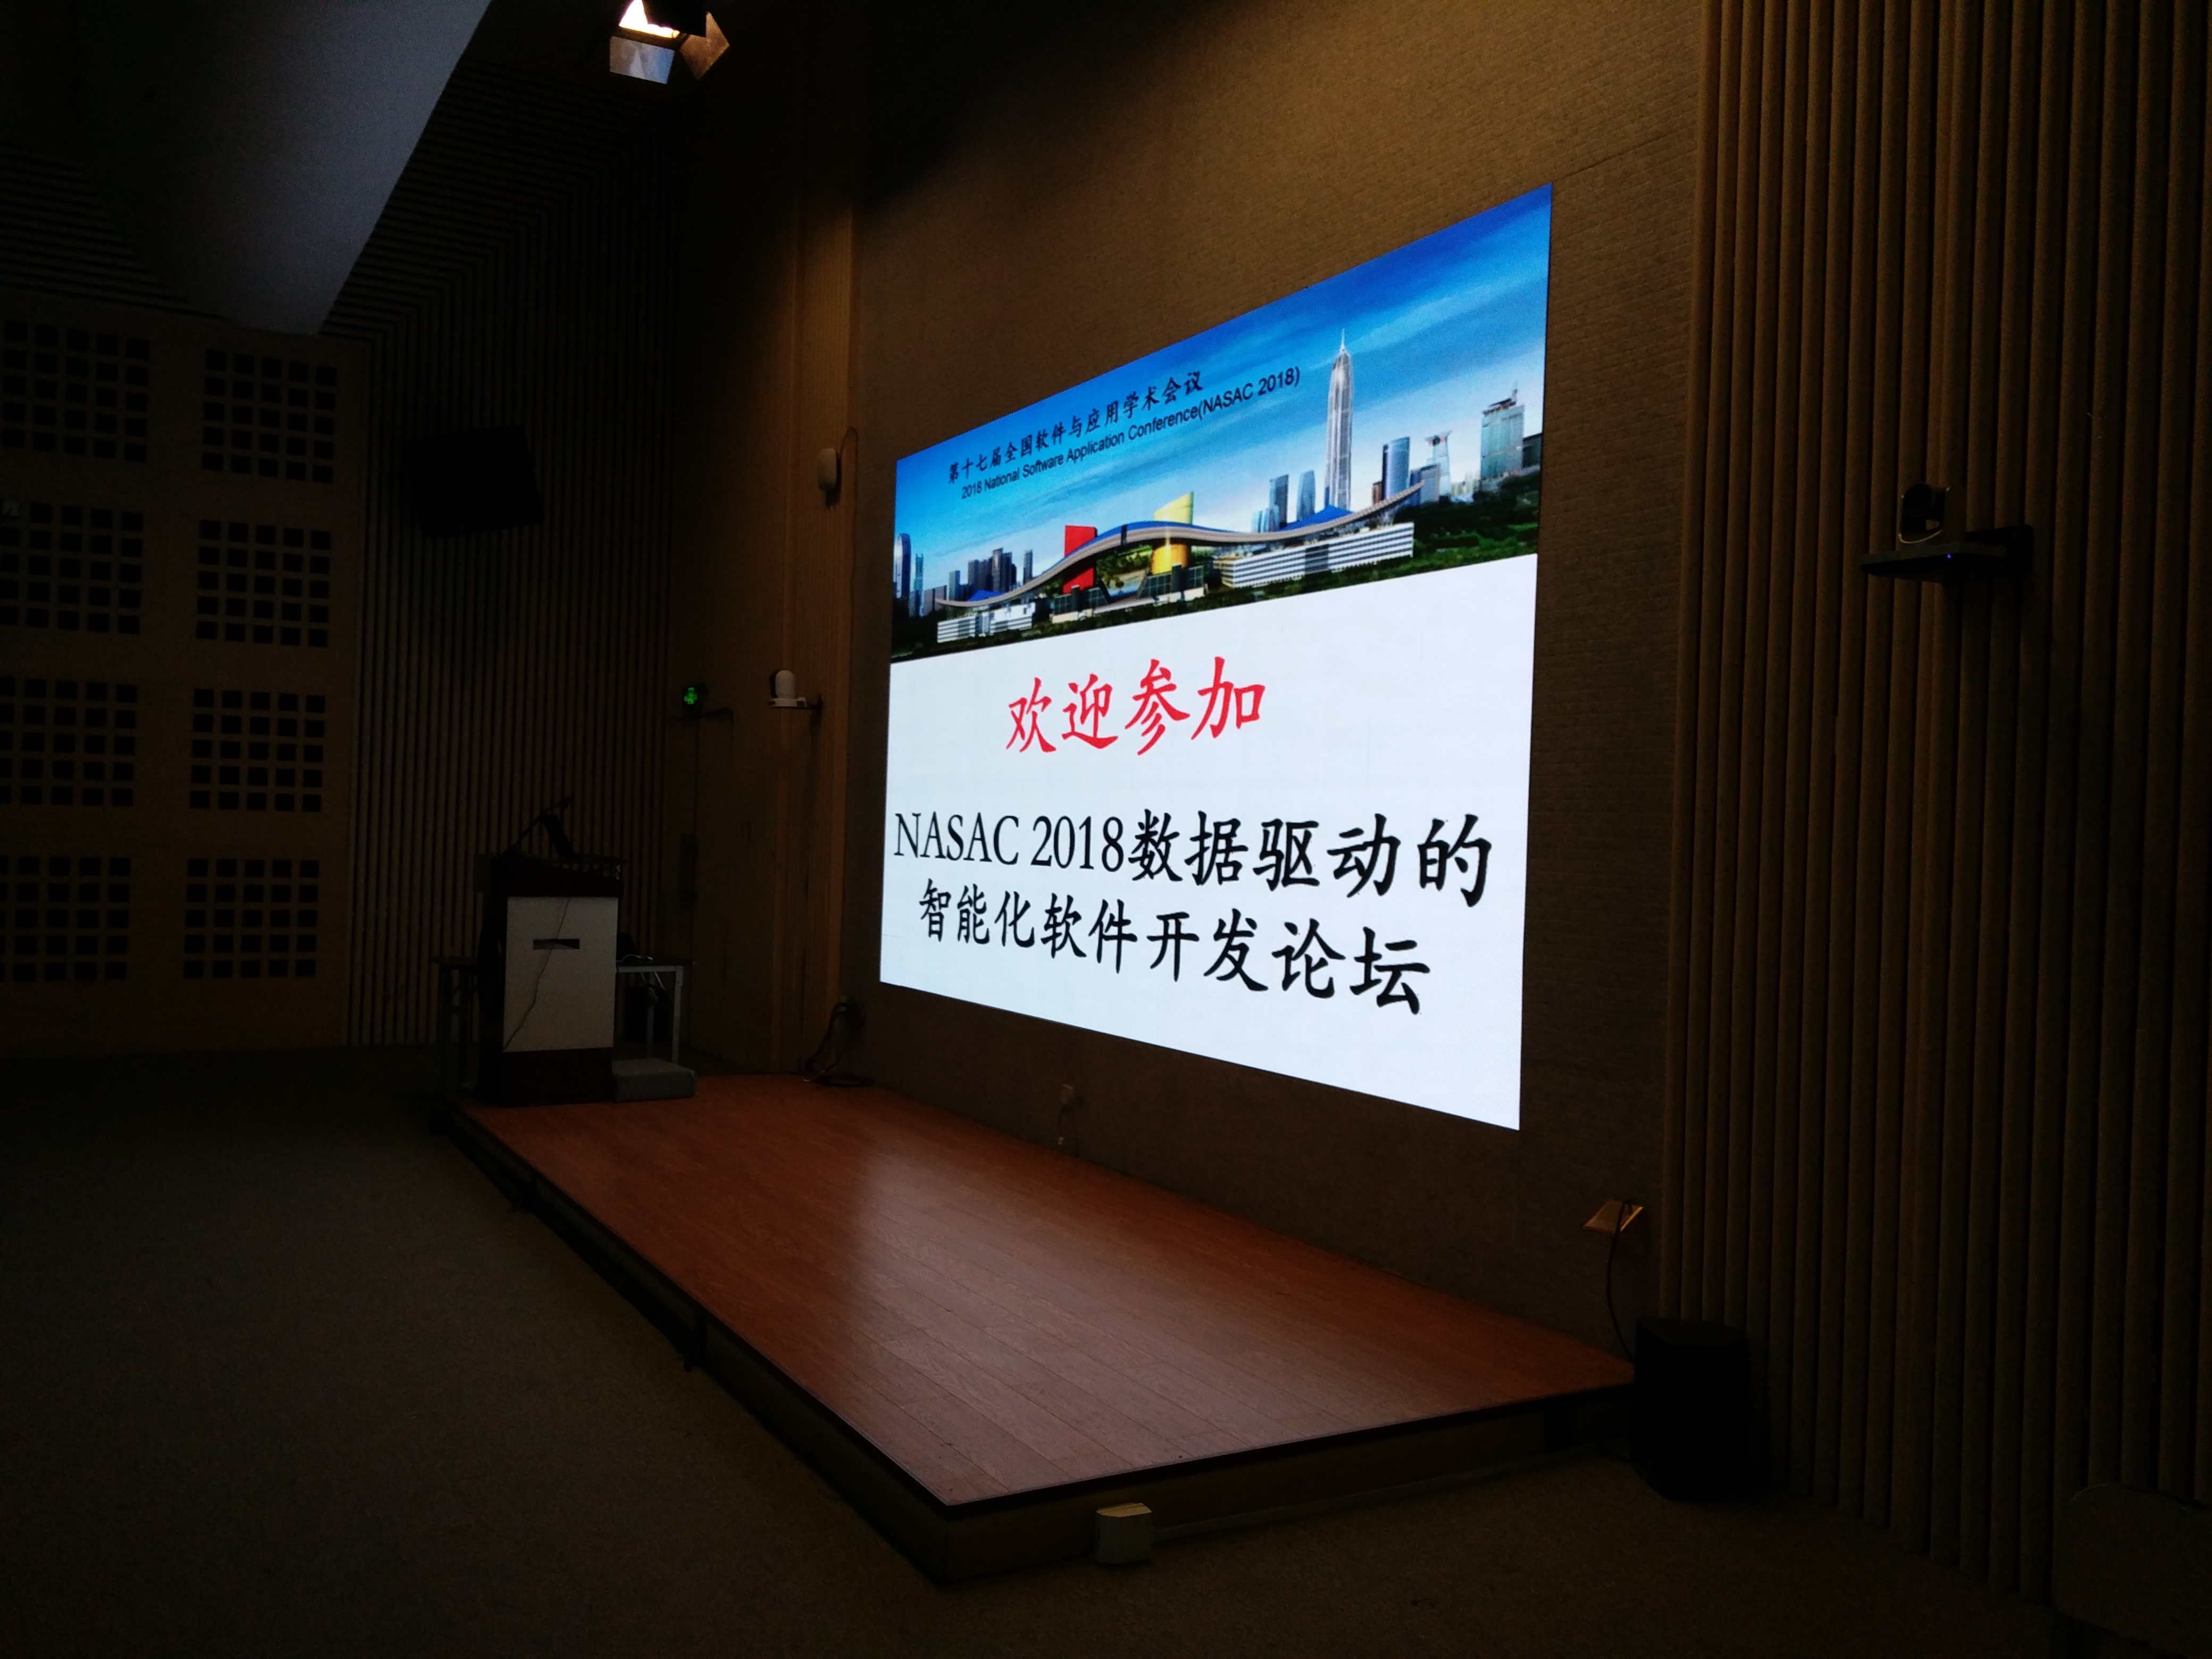 第十七届全国软件与应用学术会议
2018 National Software Application Conference(NASAC 2018)
欢迎参加
NASAC 2018数据驱动的
智能化软件开发论坛